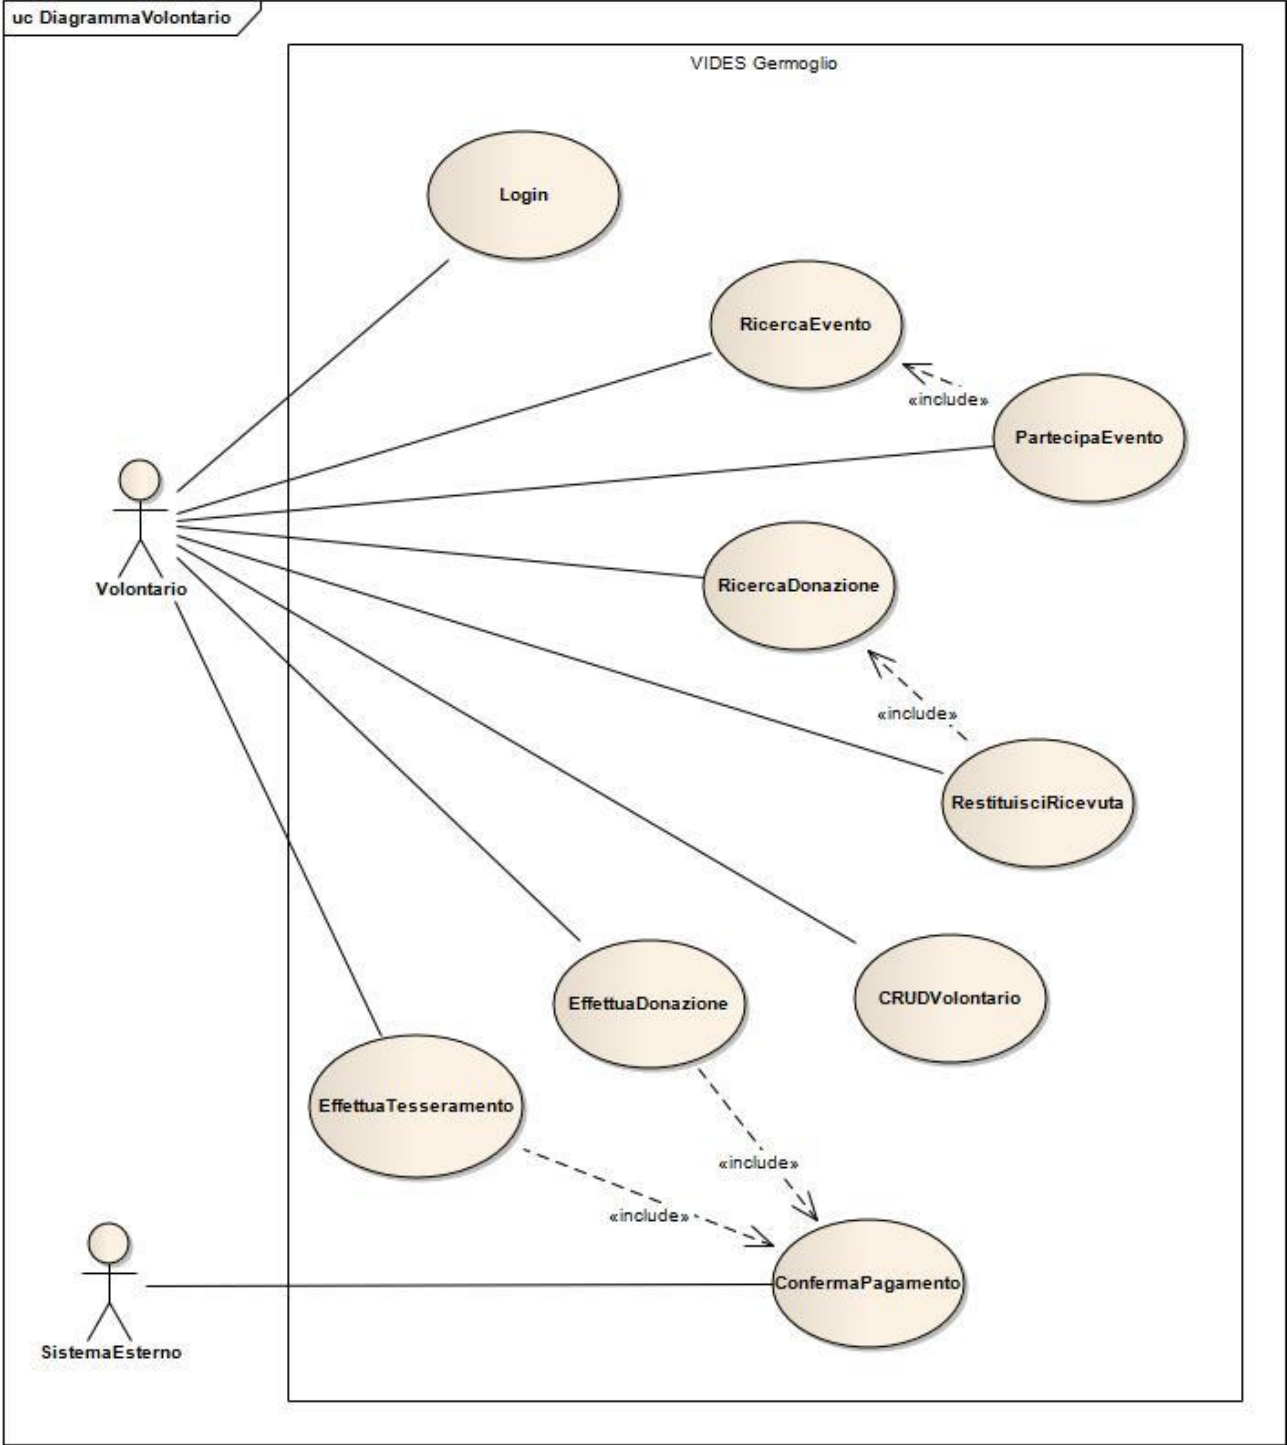 uc DiagrammaVolontario
VIDES Germoglio
Login
RicercaEvento
«include»
PartecipaEvento
Volontario
RicercaDonazione
«include»
RestituisciRicevuta
CRUDVolontario
EffettuaDonazione
EffettuaTesseramento
«include»
«include»
ConfermaPagamento
SistemaEsterno